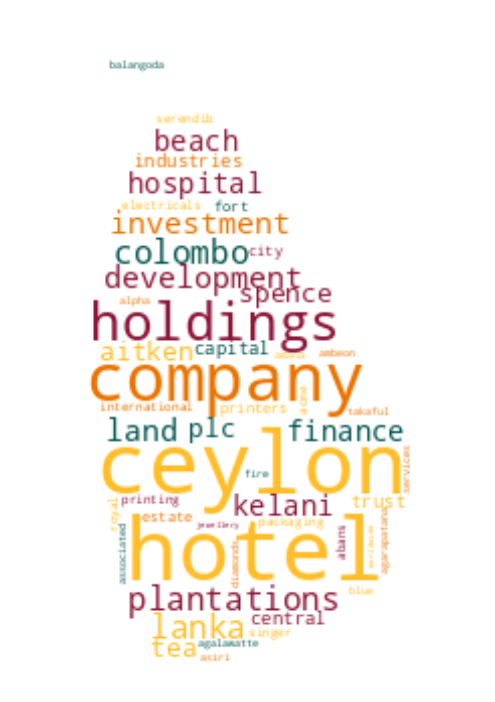 balangoda
serendib
beach
industries
hospital
electricals fort
investment
colombo city
development
spence
alpha
holdings
aitken capital ambeon
company
international printers acme takaful
land plc finance
ceylon
fire services
printing kelani trust
royal estate jewellery packaging
hotel
associated diamonds abans agarapatana
blue
plantations
central
lanka singer
tea agalawatte
asiri